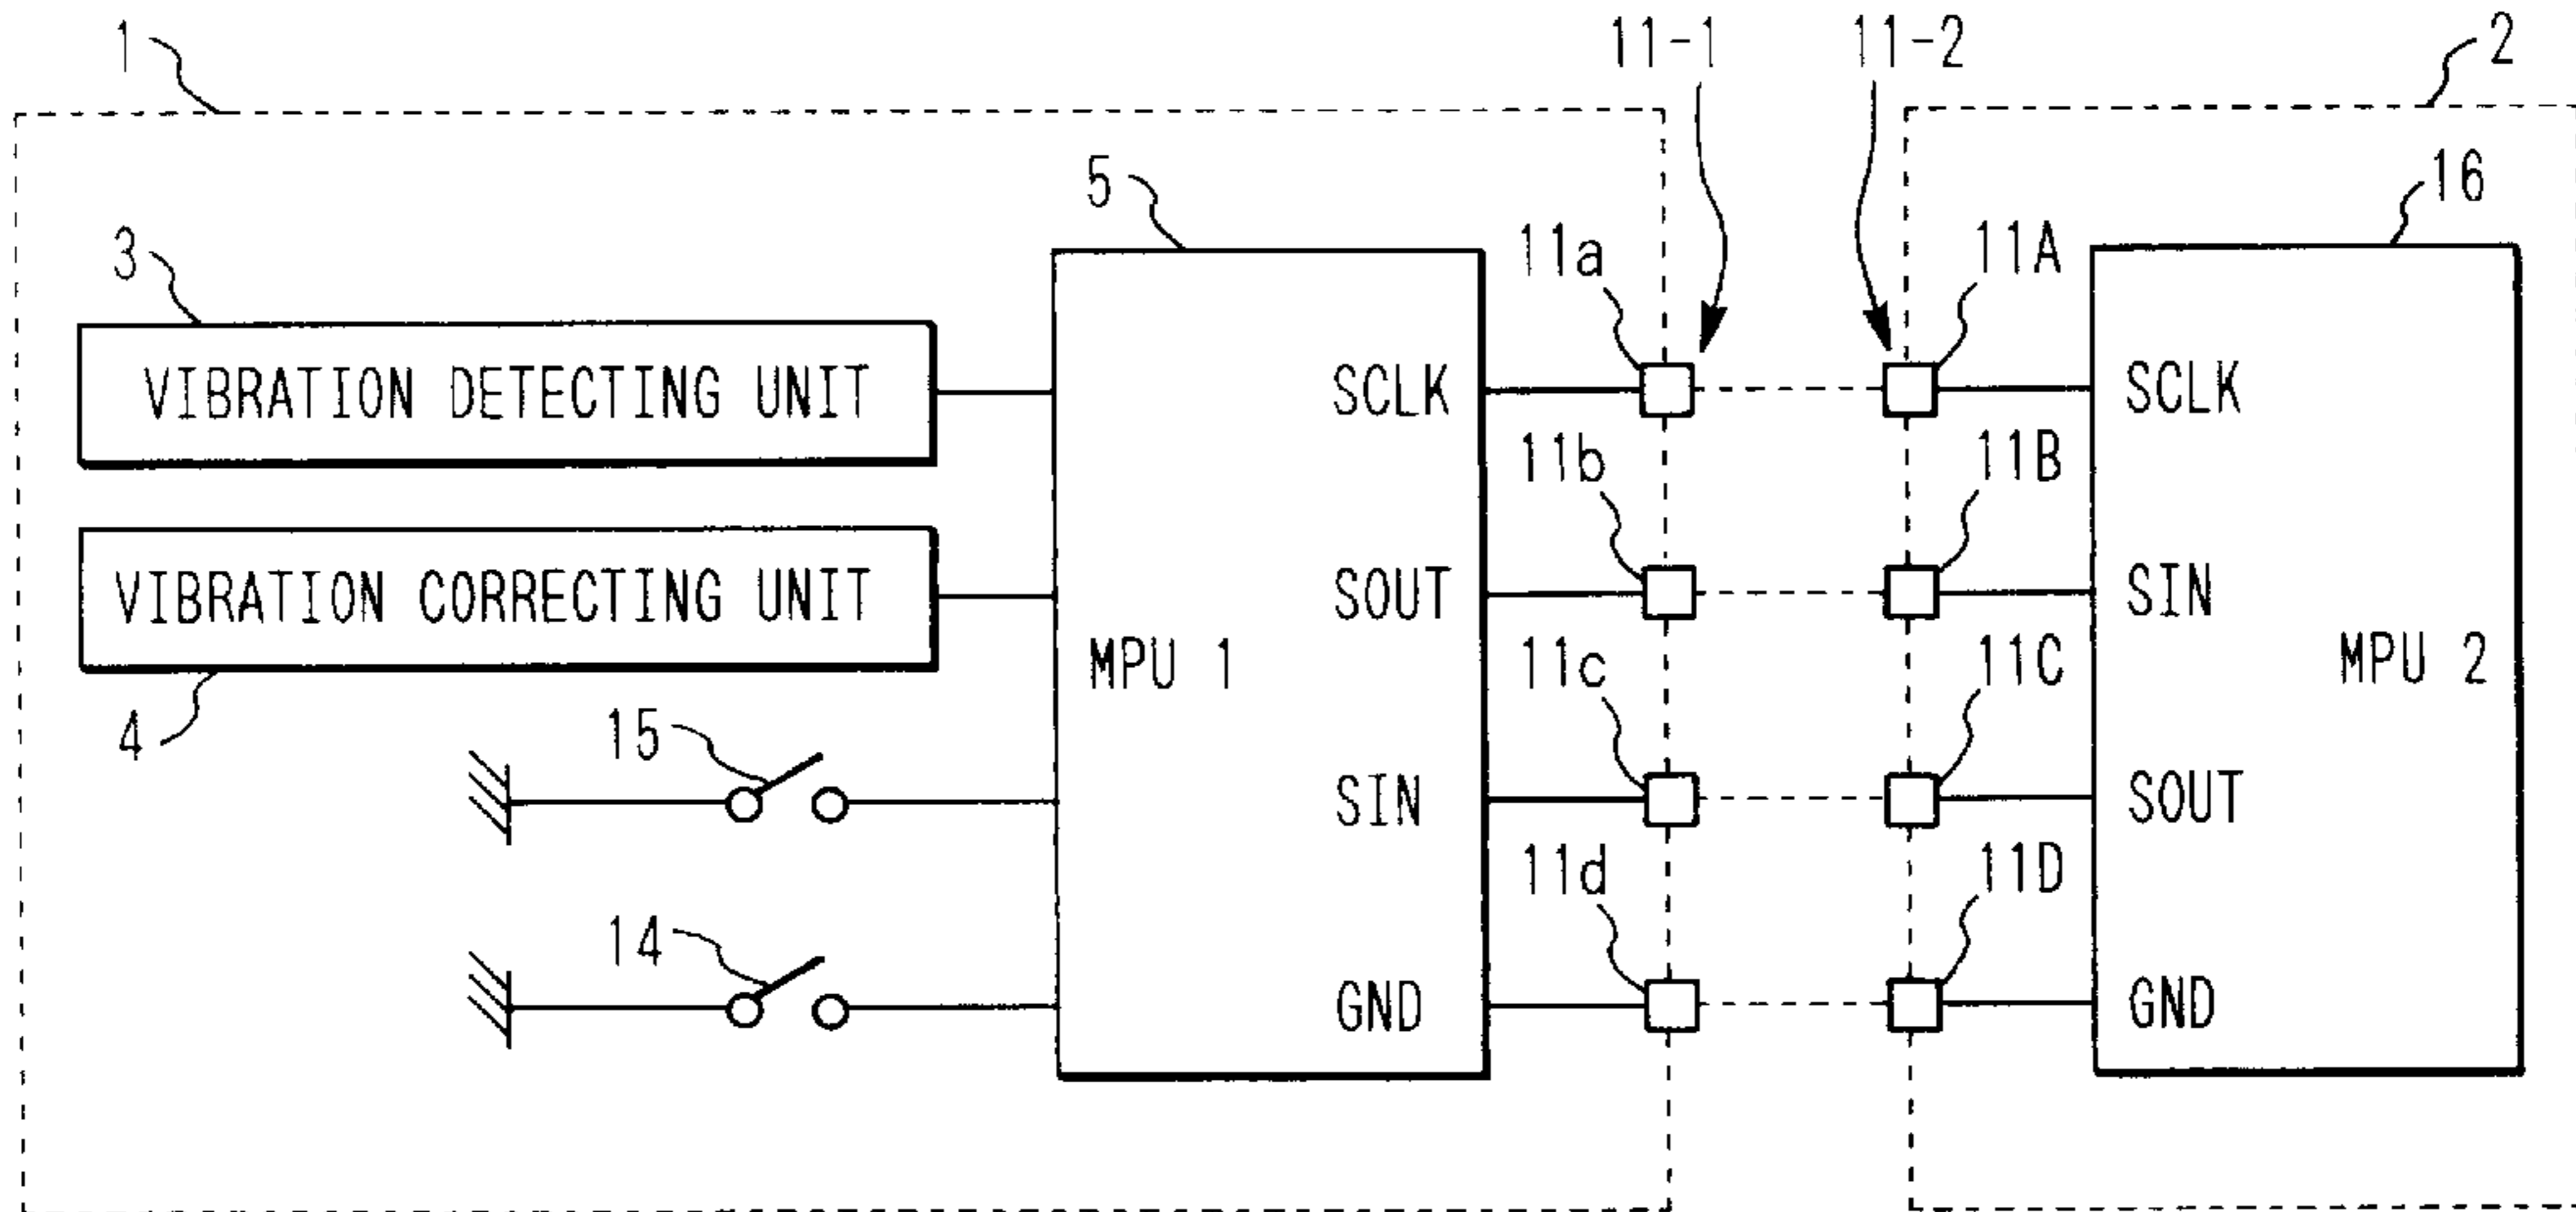 1
11-1
11-2
2
5
16
3
11a
11A
VIBRATION DETECTING UNIT
SCLK
SCLK
11b
11B
VIBRATION CORRECTING UNIT
SOUT
SIN
MPU 1
11c
11C
MPU 2
4
15
SIN
SOUT
11d
11D
14
GND
GND